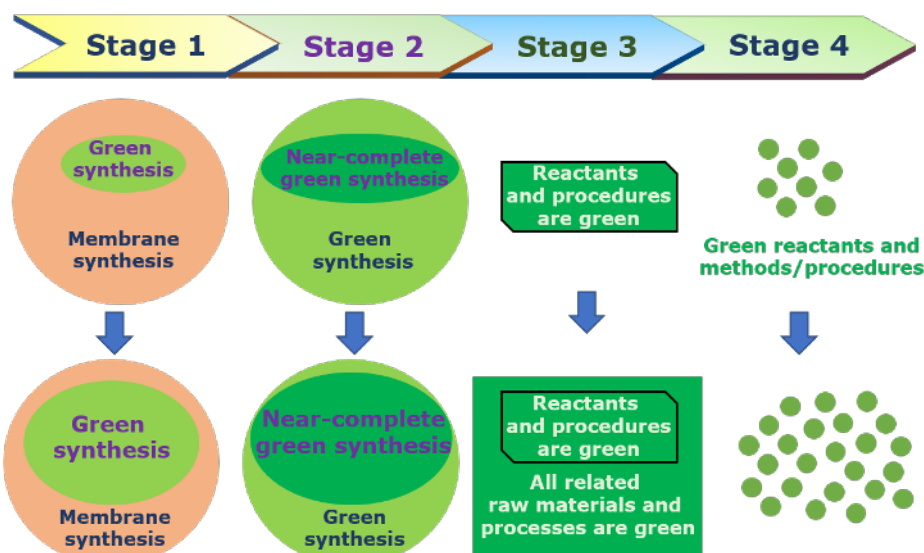 Stage 1
Stage 2
Stage 3
Stage 4
Green
synthesis
Membrane
synthesis
Near-complete
green synthesis
Green
synthesis
Reactants
and procedures
are green
Green reactants and
methods/procedures
Green
synthesis
Membrane
synthesis
Near-complete
green synthesis
Green
synthesis
Reactants
and procedures
are green
All related
raw materials and
processes are green